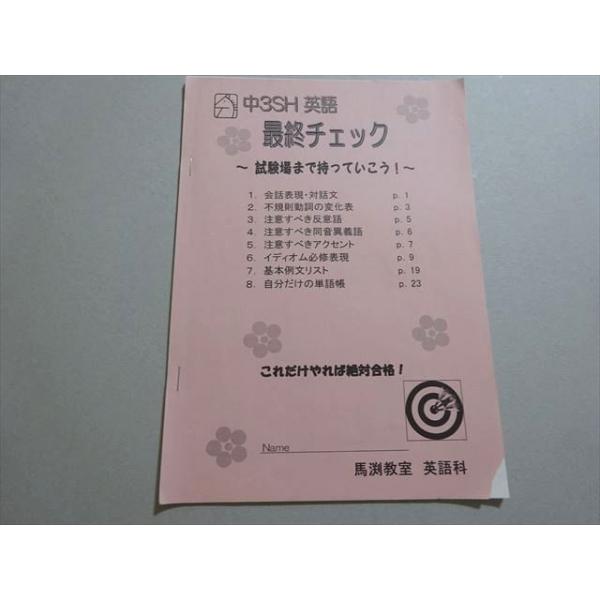 中3SH 英語
最終チェック
～ 試験場まで持っていこう！～
1. 会話表現・対話文 p. 1
2. 不規則動詞の変化表 p. 3
3. 注意すべき反意語 p. 5
4. 注意すべき同音異義語 p. 6
5. 注意すべきアクセント p. 7
6. イディオム必修表現 p. 9
7. 基本例文リスト p. 19
8. 自分だけの単語帳 p. 23
これだけやれば絶対合格！
Name
馬渕教室 英語科